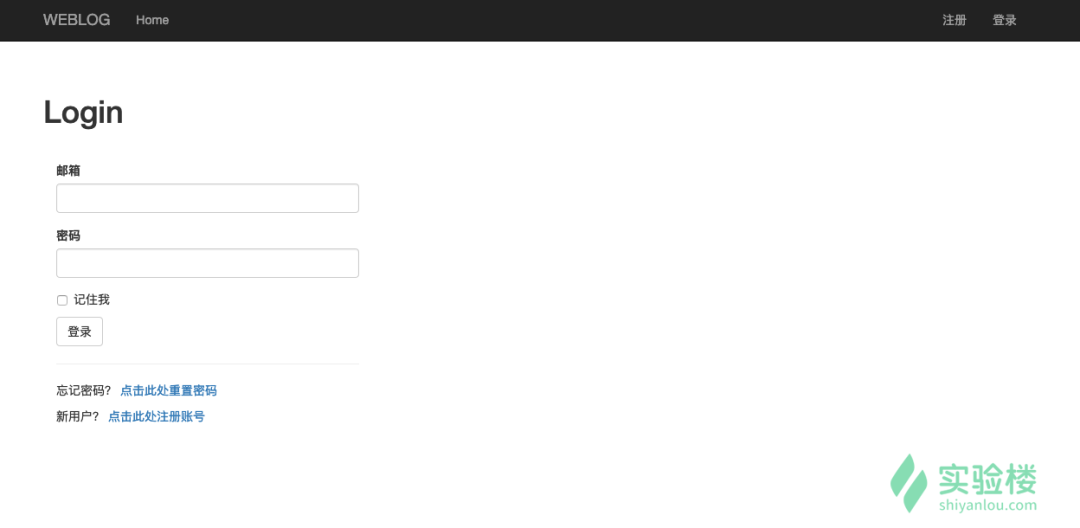 WEBLOG Home 注册 登录
Login
邮箱
密码
记住我
登录
忘记密码? 点击此处重置密码
新用户? 点击此处注册账号
实验楼
shiyanlou.com